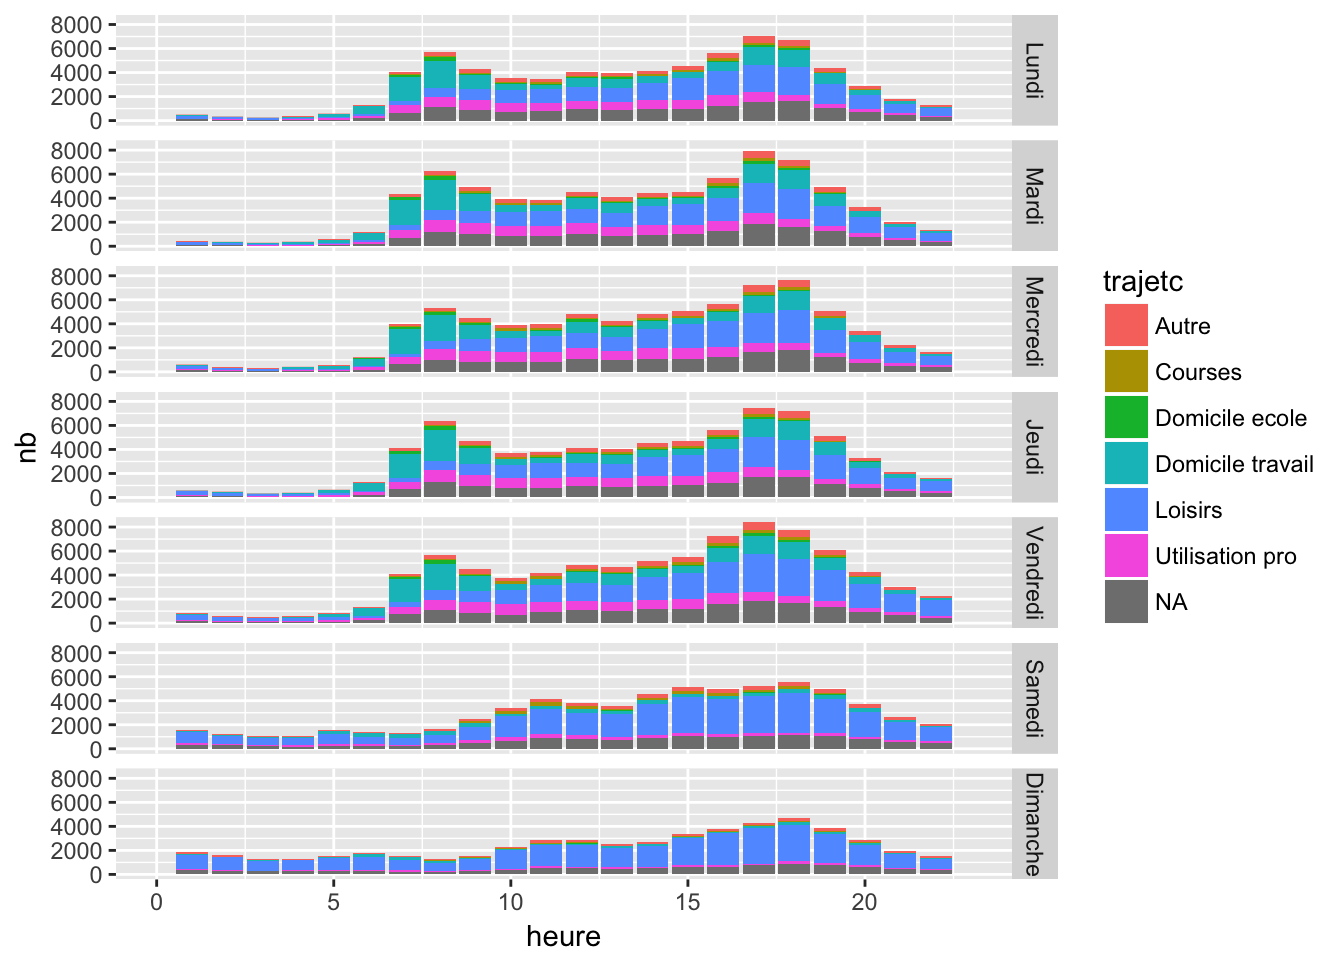 nb
8000
6000
4000
2000
0
Lundi
8000
6000
4000
2000
0
Mardi
8000
6000
4000
2000
0
Mercredi
8000
6000
4000
2000
0
Jeudi
8000
6000
4000
2000
0
Vendredi
8000
6000
4000
2000
0
Samedi
8000
6000
4000
2000
0
Dimanche
0 5 10 15 20
heure
trajetc
Autre
Courses
Domicile ecole
Domicile travail
Loisirs
Utilisation pro
NA